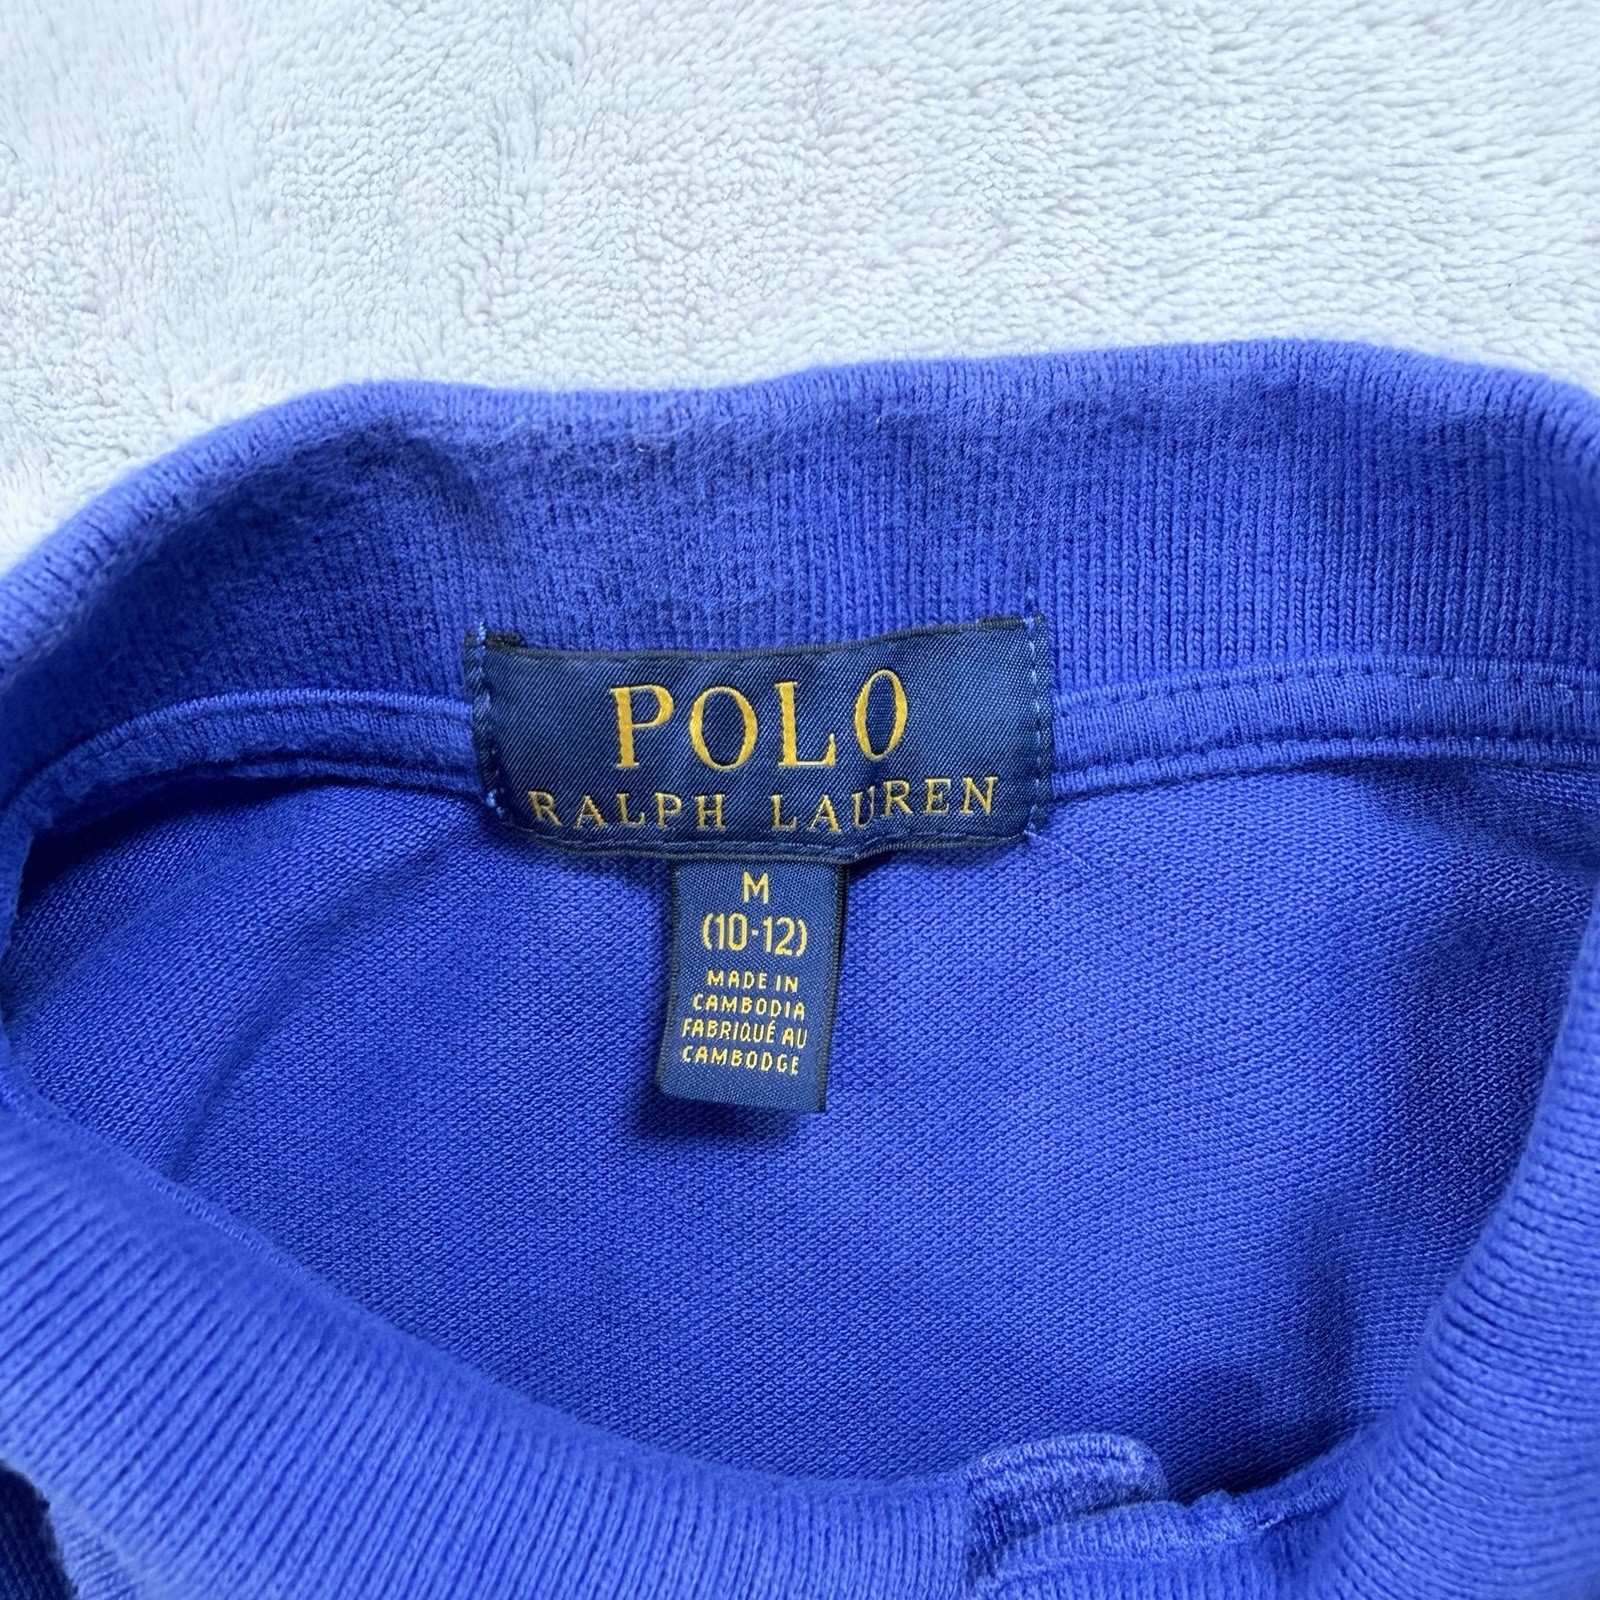 POLO
RALPH LAUREN
M
(10-12)
MADE IN
CAMBODIA
FABRIQUÉ AU
CAMBODGE